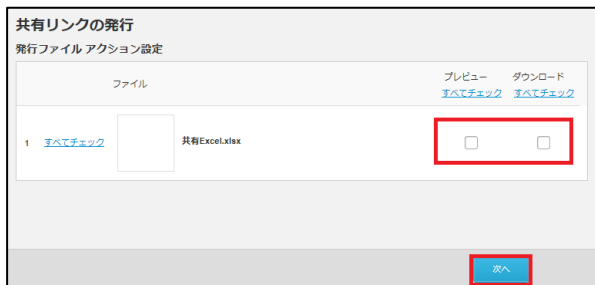 共有リンクの発行
発行ファイル アクション設定
ファイル プレビュー ダウンロード
すべてチェック すべてチェック
1 すべてチェック 共有Excel.xlsx
次へ